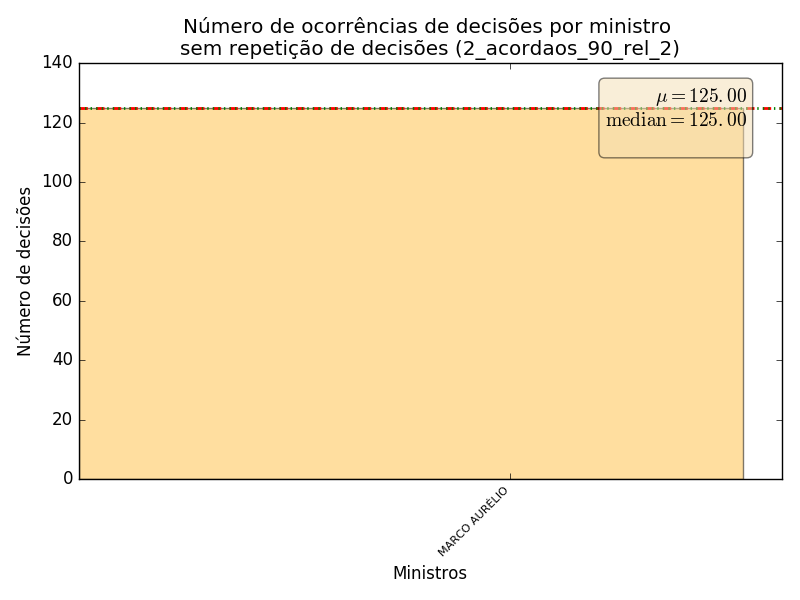 Número de ocorrências de decisões por ministro
sem repetição de decisões (2_acordaos_90_rel_2)
140
120
100
80
60
40
20
0
Número de decisões
μ = 125.00
median = 125.00
MARCO AURÉLIO
Ministros